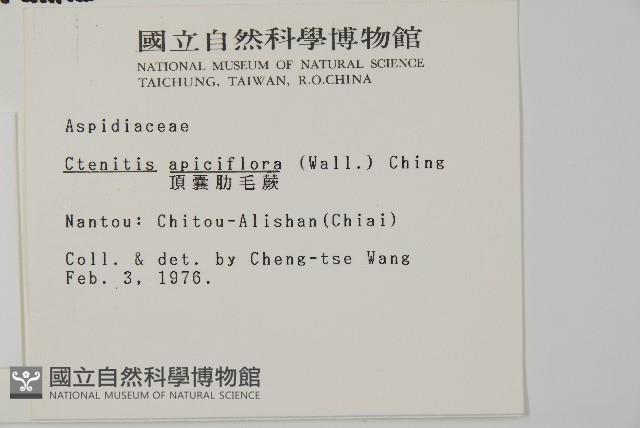 國立自然科學博物館
NATIONAL MUSEUM OF NATURAL SCIENCE
TAICHUNG, TAIWAN, R.O.CHINA
Aspidiaceae
Ctenitis apiciflora (Wall.) Ching
頂囊肋毛蕨
Nantou: Chitou-Alishan(Chiai)
Coll. & det. by Cheng-tse Wang
Feb. 3, 1976.
國立自然科學博物館
NATIONAL MUSEUM OF NATURAL SCIENCE